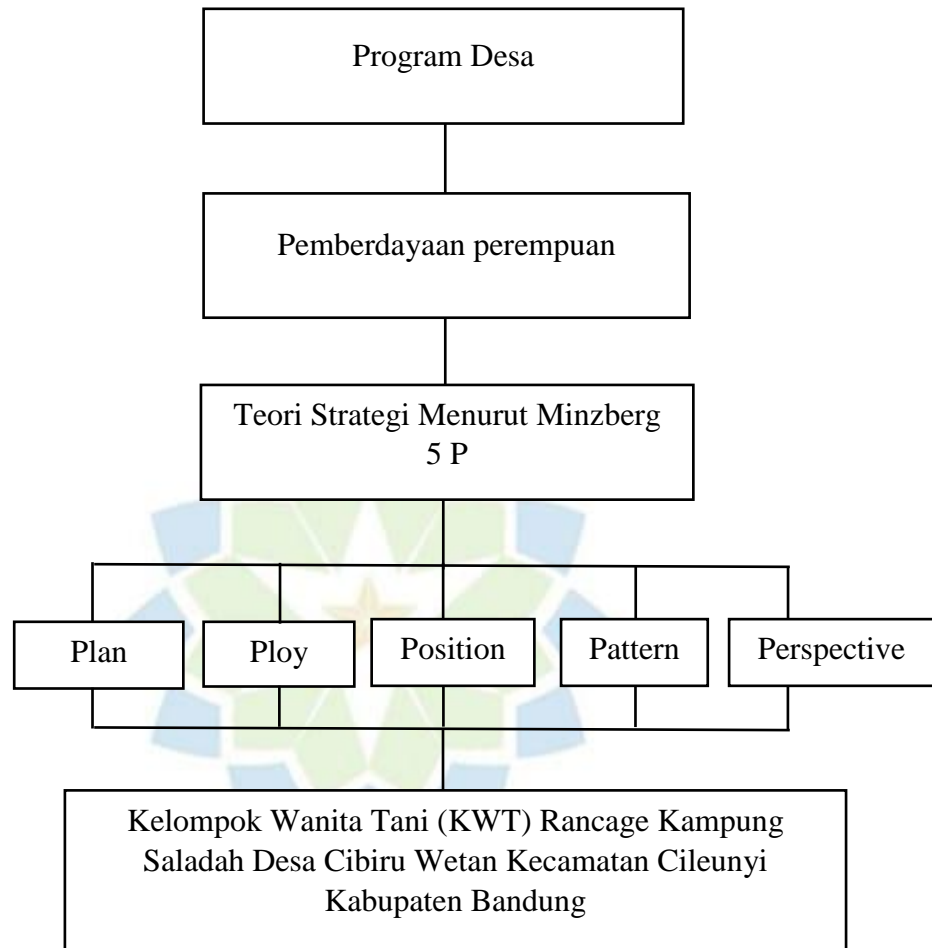 Program Desa
Pemberdayaan perempuan
Teori Strategi Menurut Minzberg
5 P
Plan
Ploy
Position
Pattern
Perspective
Kelompok Wanita Tani (KWT) Rancage Kampung
Saladah Desa Cibiru Wetan Kecamatan Cileunyi
Kabupaten Bandung